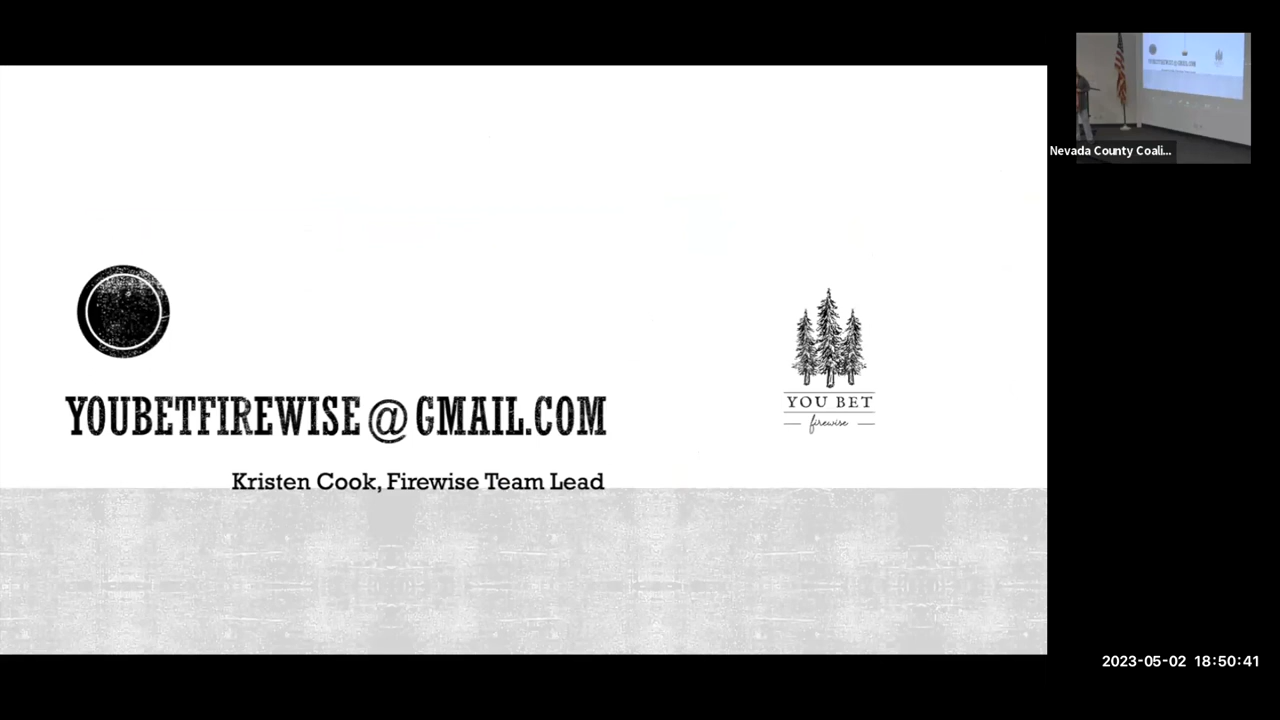 YOUBETFIREWISE@GMAIL.COM
Kristen Cook, Firewise Team Lead
YOU BET
firewise
Nevada County Coali...
2023-05-02 18:50:41